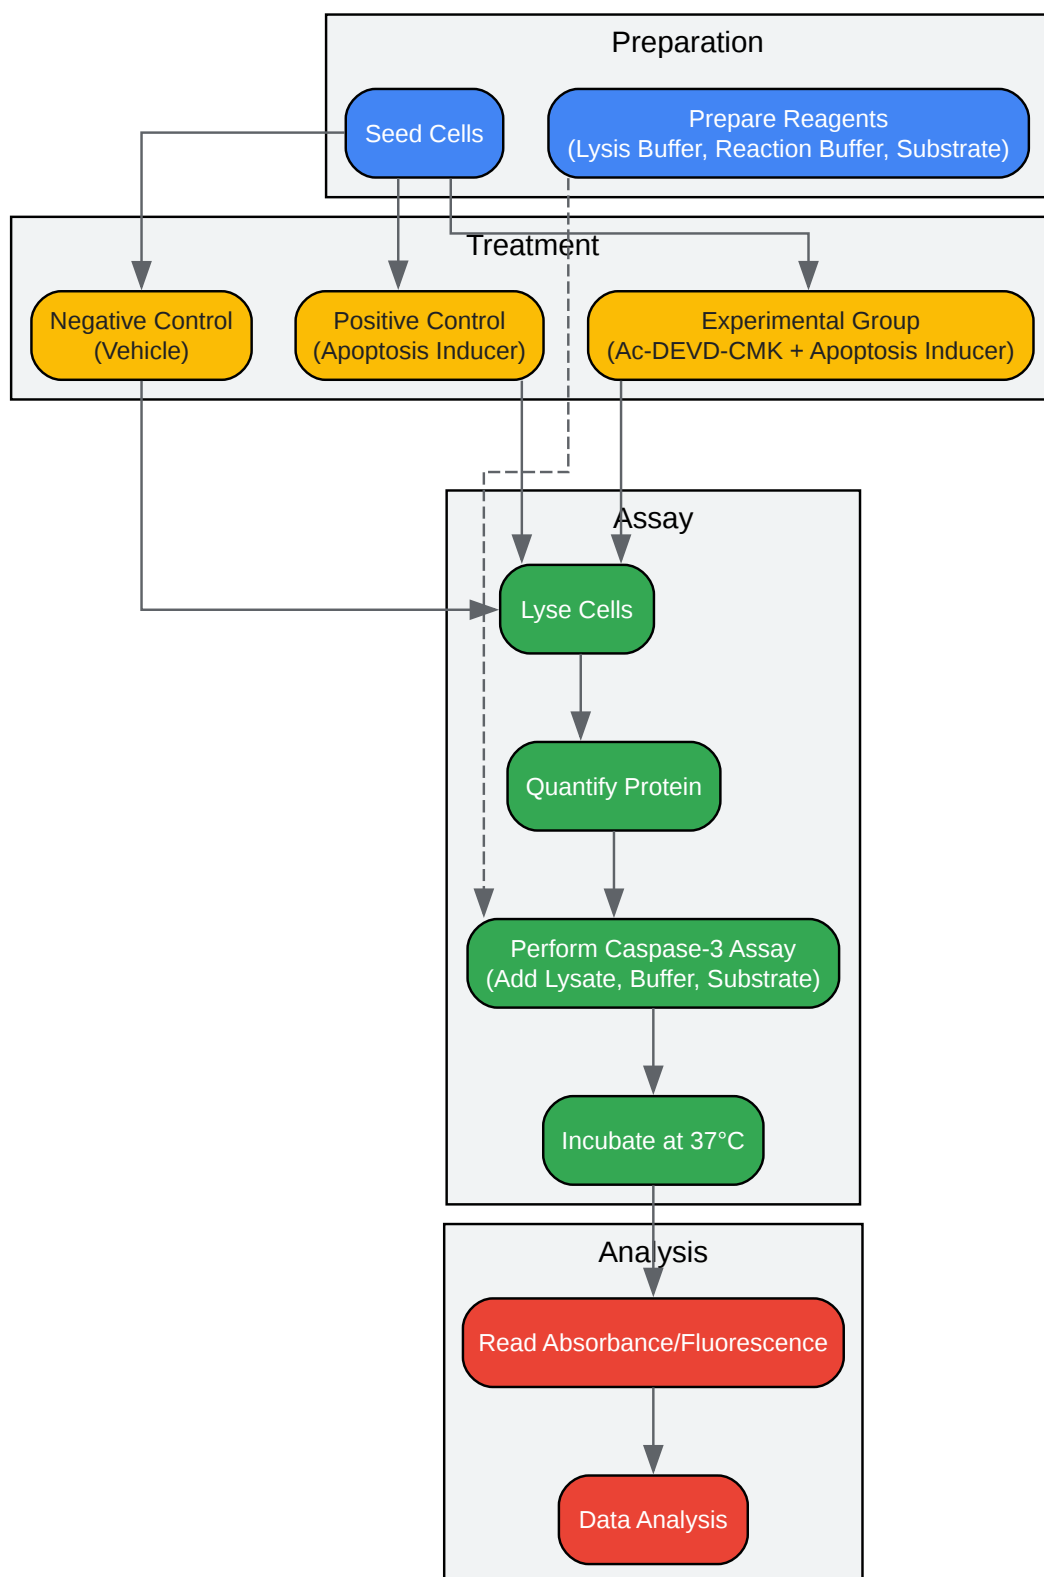 Preparation
Seed Cells
Prepare Reagents
(Lysis Buffer, Reaction Buffer, Substrate)
Treatment
Negative Control
(Vehicle)
Positive Control
(Apoptosis Inducer)
Experimental Group
(Ac-DEVD-CMK + Apoptosis Inducer)
Assay
Lyse Cells
Quantify Protein
Perform Caspase-3 Assay
(Add Lysate, Buffer, Substrate)
Incubate at 37°C
Analysis
Read Absorbance/Fluorescence
Data Analysis